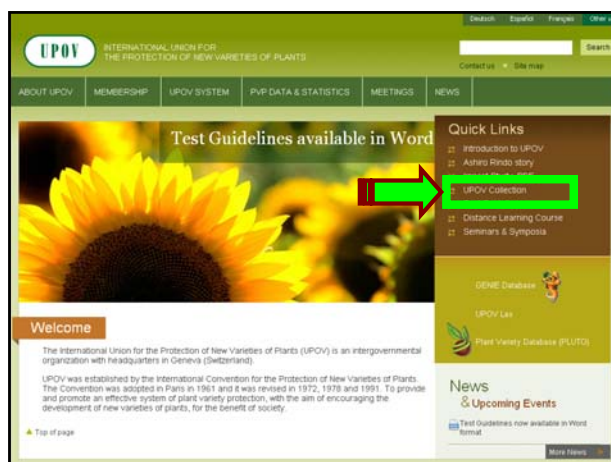 Deutsch Español Français Other
UPOV
INTERNATIONAL UNION FOR
THE PROTECTION OF NEW VARIETIES OF PLANTS
Search
Contact us Site map
ABOUT UPOV MEMBERSHIP UPOV SYSTEM PVP DATA & STATISTICS MEETINGS NEWS
Test Guidelines available in Word
Quick Links
Introduction to UPOV
Ashiro Rindo story
UPOV Collection
Distance Learning Course
Seminars & Symposia
GENIE Database
UPOV Lex
Plant Variety Database (PLUTO)
Welcome
The International Union for the Protection of New Varieties of Plants (UPOV) is an intergovernmental
organization with headquarters in Geneva (Switzerland).
UPOV was established by the International Convention for the Protection of New Varieties of Plants.
The Convention was adopted in Paris in 1961 and it was revised in 1972, 1978 and 1991. To provide
and promote an effective system of plant variety protection, with the aim of encouraging the
development of new varieties of plants, for the benefit of society.
Top of page
News
& Upcoming Events
Test Guidelines now available in Word
format
More News